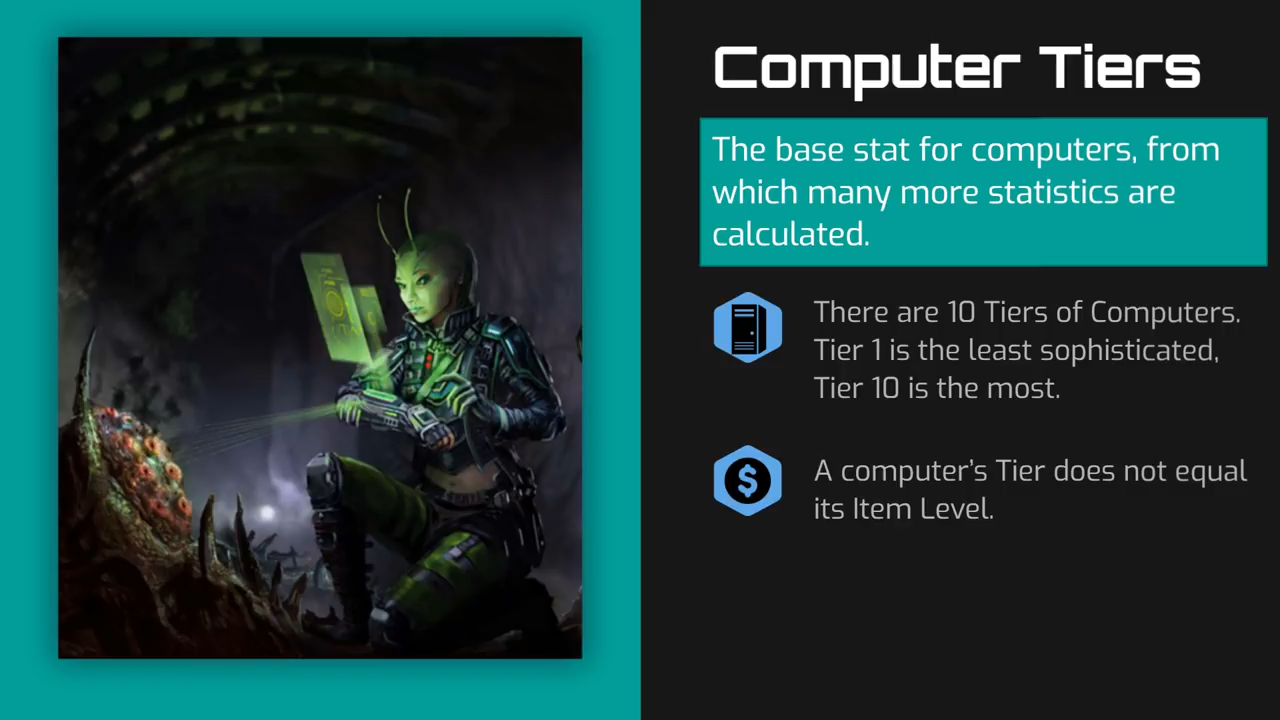 Computer Tiers
The base stat for computers, from
which many more statistics are
calculated.
There are 10 Tiers of Computers.
Tier 1 is the least sophisticated,
Tier 10 is the most.
$
A computer’s Tier does not equal
its Item Level.